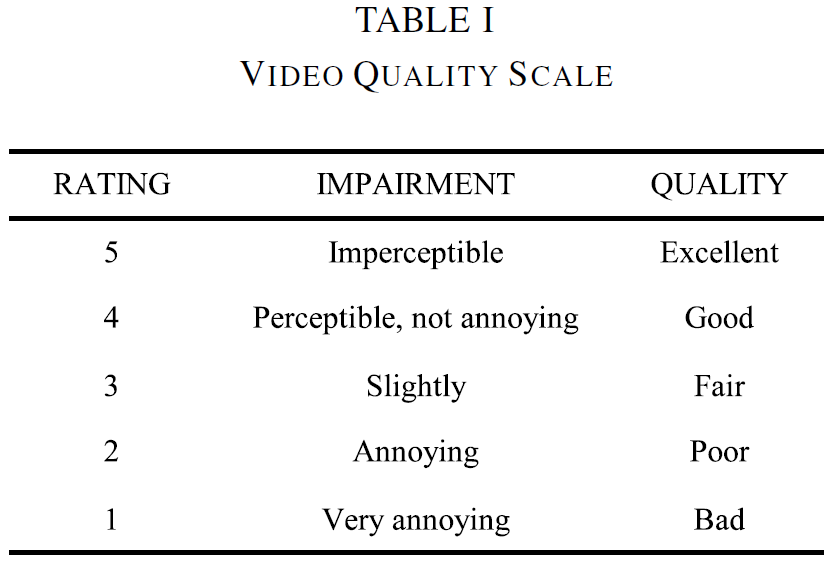 TABLE I
VIDEO QUALITY SCALE
RATING IMPAIRMENT QUALITY
5 Imperceptible Excellent
4 Perceptible, not annoying Good
3 Slightly Fair
2 Annoying Poor
1 Very annoying Bad